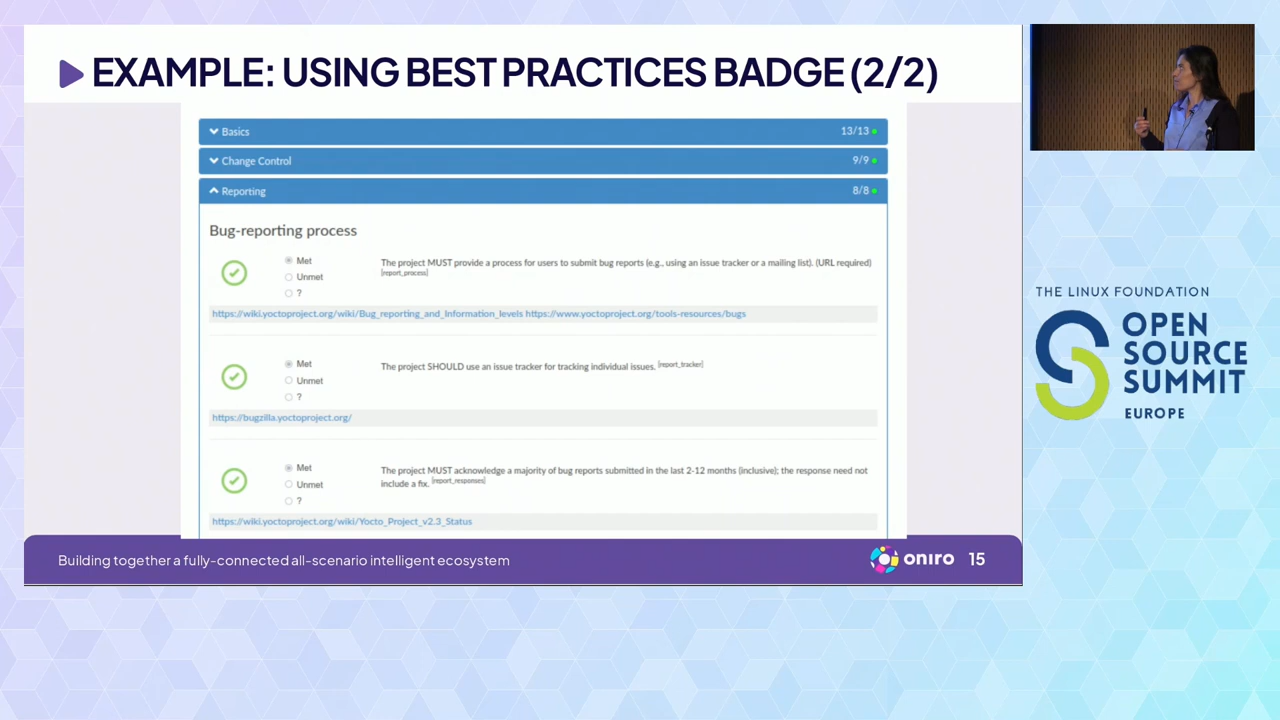 EXAMPLE: USING BEST PRACTICES BADGE (2/2)
Basics 13/13
Change Control 9/9
Reporting 8/8
Bug-reporting process
Met
Unmet
?
The project MUST provide a process for users to submit bug reports (e.g., using an issue tracker or a mailing list). (URL required)
[report_process]
https://wiki.yoctoproject.org/wiki/Bug_reporting_and_Information_levels https://www.yoctoproject.org/tools-resources/bugs
Met
Unmet
?
The project SHOULD use an issue tracker for tracking individual issues. [report_tracker]
https://bugzilla.yoctoproject.org/
Met
Unmet
?
The project MUST acknowledge a majority of bug reports submitted in the last 2-12 months (inclusive); the response need not
include a fix. [report_responses]
https://wiki.yoctoproject.org/wiki/Yocto_Project_v2.3_Status
Building together a fully-connected all-scenario intelligent ecosystem
oniro 15
THE LINUX FOUNDATION
OPEN
SOURCE
SUMMIT
EUROPE